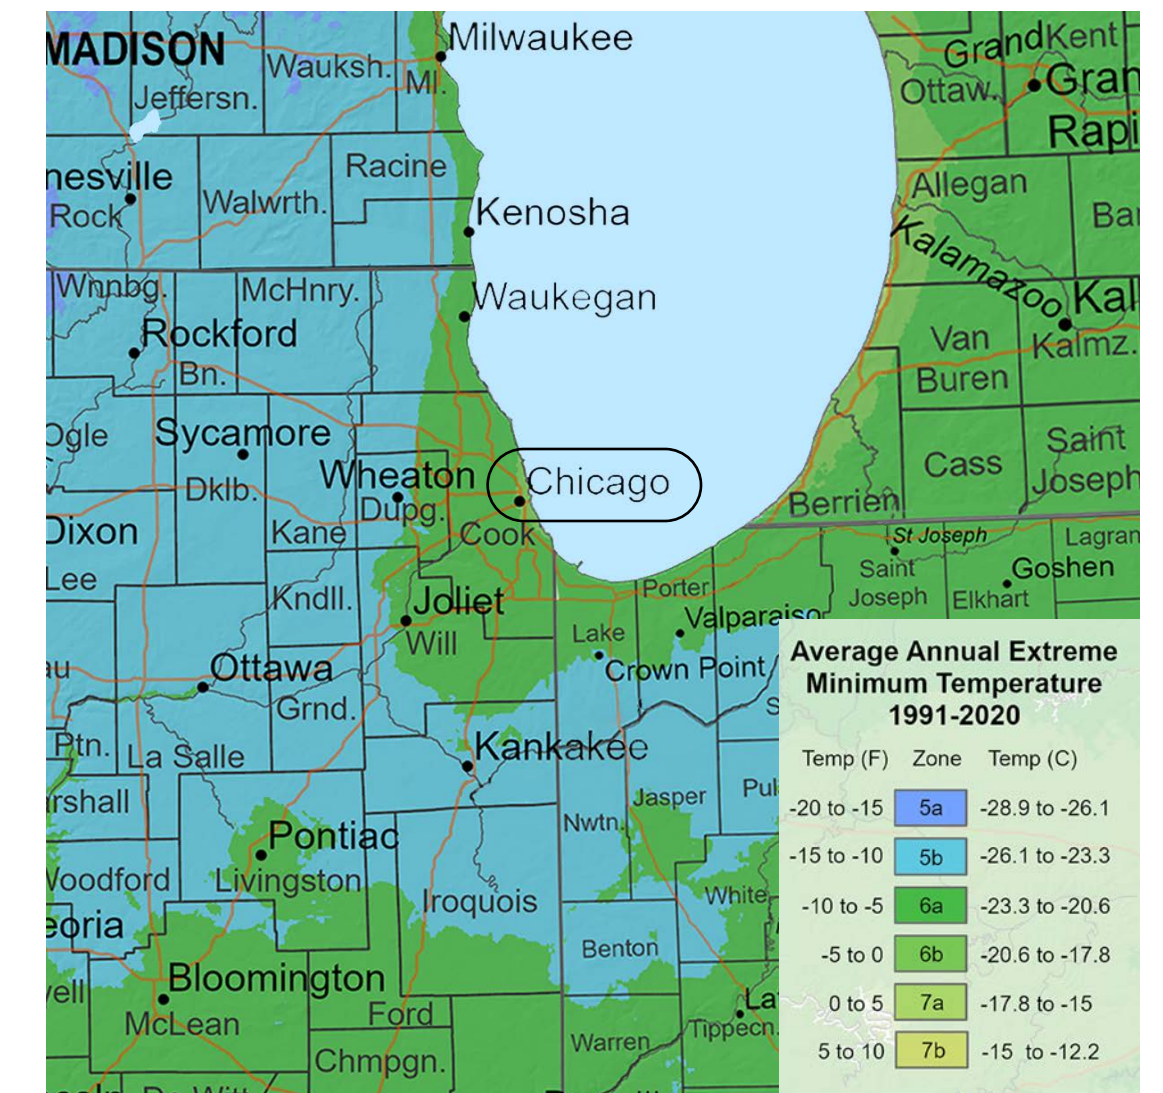 Milwaukee
MADISON
Wauksh.
MI.
Jeffersn.
GrandKent
Ottaw.
Gran
Rapi
nesville
Racine
Rock
Walwrth.
Kenosha
Allegan
Bar
Kalamazoo
Wnnbg.
McHnry.
Waukegan
Kal
Rockford
Van
Buren
Kalmz.
Bn.
Ogle
Sycamore
Wheaton
Chicago
Cass
Saint
Joseph
Dklb.
Dupg.
Berrien
Dixon
Kane
Cook
St Joseph
Lagran
Lee
Kndll.
Joliet
Porter
Saint
Joseph
Goshen
Elkhart
Valparaiso
Will
Lake
au
Ottawa
Crown Point
Grnd.
S
Ptn.
La Salle
Kankakee
rshall
Jasper
Pul
Nwtn.
Pontiac
Woodford
Livingston
Iroquois
White
eoria
Benton
Bloomington
vell
McLean
Ford
La
Tippecn.
Warren
Chmpgn.
De Witt
Average Annual Extreme
Minimum Temperature
1991-2020
Temp (F) Zone Temp (C)
-20 to -15 5a -28.9 to -26.1
-15 to -10 5b -26.1 to -23.3
-10 to -5 6a -23.3 to -20.6
-5 to 0 6b -20.6 to -17.8
0 to 5 7a -17.8 to -15
5 to 10 7b -15 to -12.2